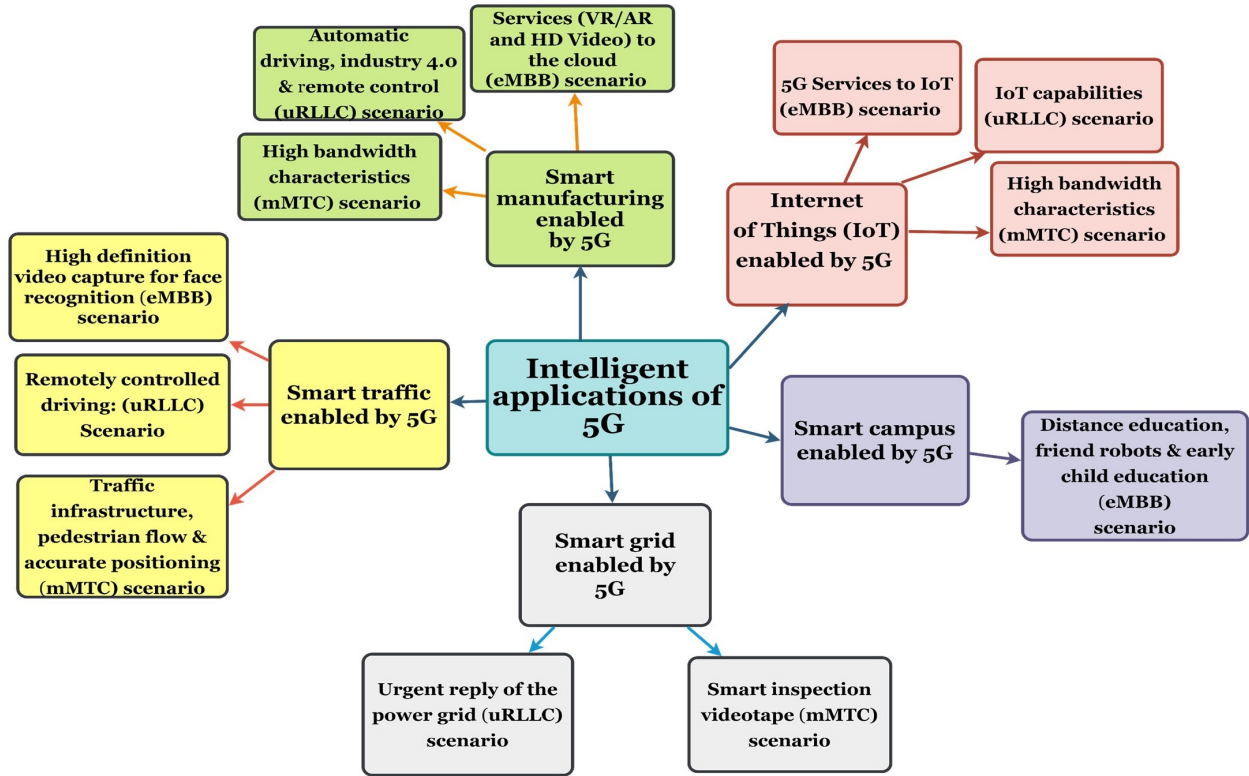 Services (VR/AR
and HD Video) to
the cloud
(eMBB) scenario
Automatic
driving, industry 4.0
& remote control
(uRLLC) scenario
High bandwidth
characteristics
(mMTC) scenario
Smart
manufacturing
enabled
by 5G
5G Services to IoT
(eMBB) scenario
IoT capabilities
(uRLLC) scenario
High bandwidth
characteristics
(mMTC) scenario
Internet
of Things (IoT)
enabled by 5G
High definition
video capture for face
recognition (eMBB)
scenario
Remotely controlled
driving: (uRLLC)
Scenario
Traffic
infrastructure,
pedestrian flow &
accurate positioning
(mMTC) scenario
Smart traffic
enabled by 5G
Intelligent
applications of
5G
Smart campus
enabled by 5G
Distance education,
friend robots & early
child education
(eMBB)
scenario
Smart grid
enabled by
5G
Urgent reply of the
power grid (uRLLC)
scenario
Smart inspection
videotape (mMTC)
scenario